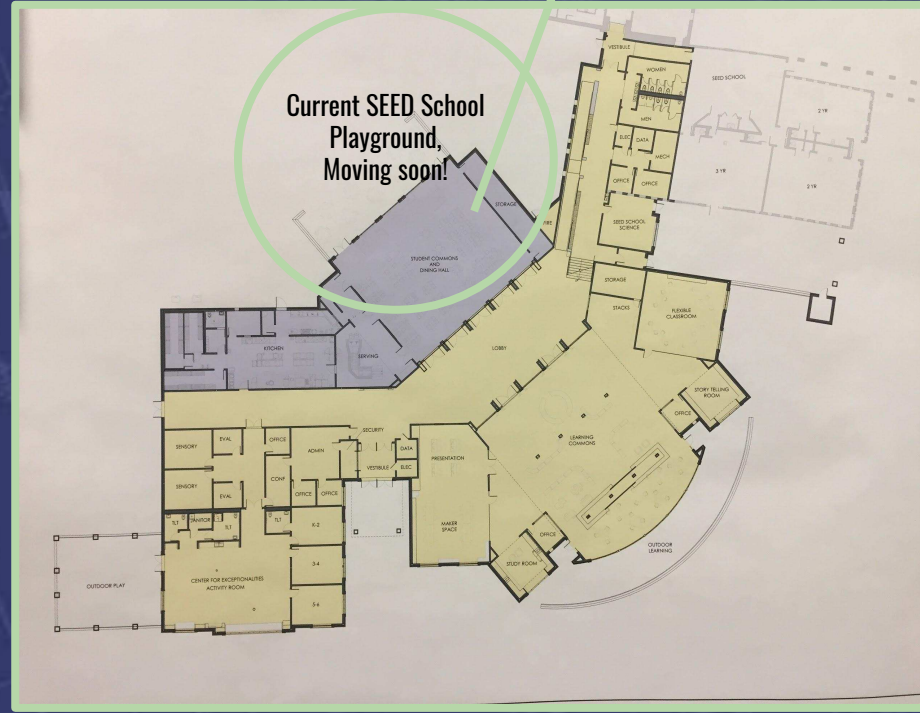 Current SEED School
Playground,
Moving soon!
VESTIBULE
WOMEN
MEN
ELEC
DATA
MECH
OFFICE
OFFICE
SEED SCHOOL
SCIENCE
SEED SCHOOL
2 YR
3 YR
2 YR
STORAGE
STUDENT COMMONS
AND
DINING HALL
KITCHEN
SERVING
STORAGE
STACKS
FLEXIBLE
CLASSROOM
LOBBY
STORY TELLING
ROOM
OFFICE
LEARNING
COMMONS
SECURITY
SENSORY
EVAL
OFFICE
ADMIN
VESTIBULE
DATA
ELEC
PRESENTATION
SENSORY
EVAL
CONF
OFFICE
OFFICE
MAKER
SPACE
OFFICE
STUDY ROOM
OUTDOOR
LEARNING
TLT
JANITOR
TLT
TLT
K-2
3-4
5-6
CENTER FOR EXCEPTIONALITIES
ACTIVITY ROOM
OUTDOOR PLAY